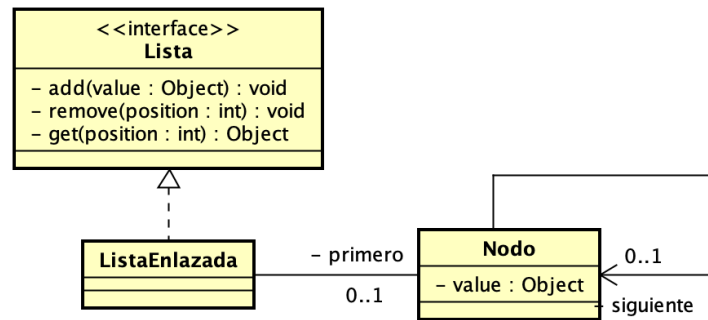 <<interface>>
Lista
- add(value : Object) : void
- remove(position : int) : void
- get(position : int) : Object
ListaEnlazada
- primero
0..1
Nodo
- value : Object
0..1
- siguiente